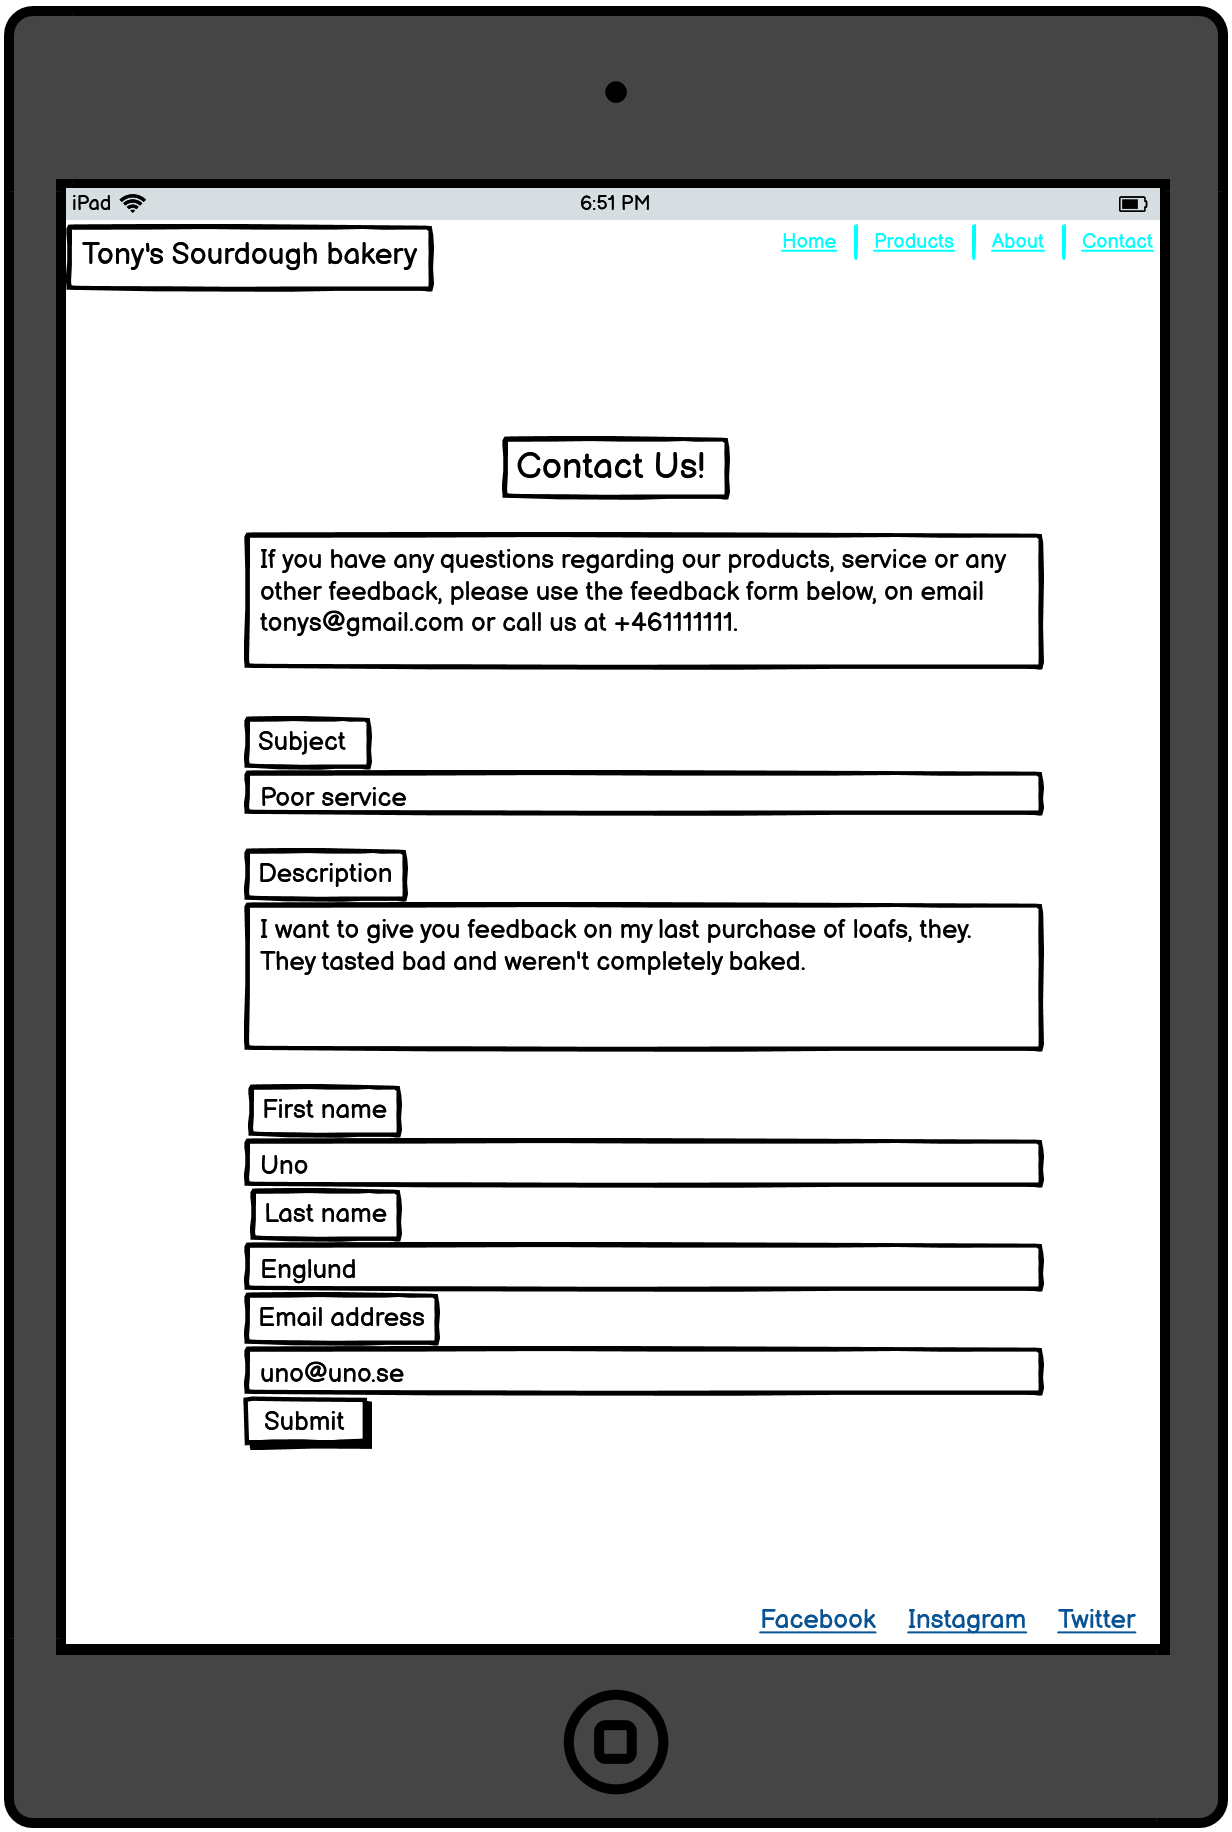 iPad 6:51 PM
Tony's Sourdough bakery
Home Products About Contact
Contact Us!
If you have any questions regarding our products, service or any
other feedback, please use the feedback form below, on email
tonys@gmail.com or call us at +461111111.
Subject
Poor service
Description
I want to give you feedback on my last purchase of loafs, they.
They tasted bad and weren't completely baked.
First name
Uno
Last name
Englund
Email address
uno@uno.se
Submit
Facebook Instagram Twitter